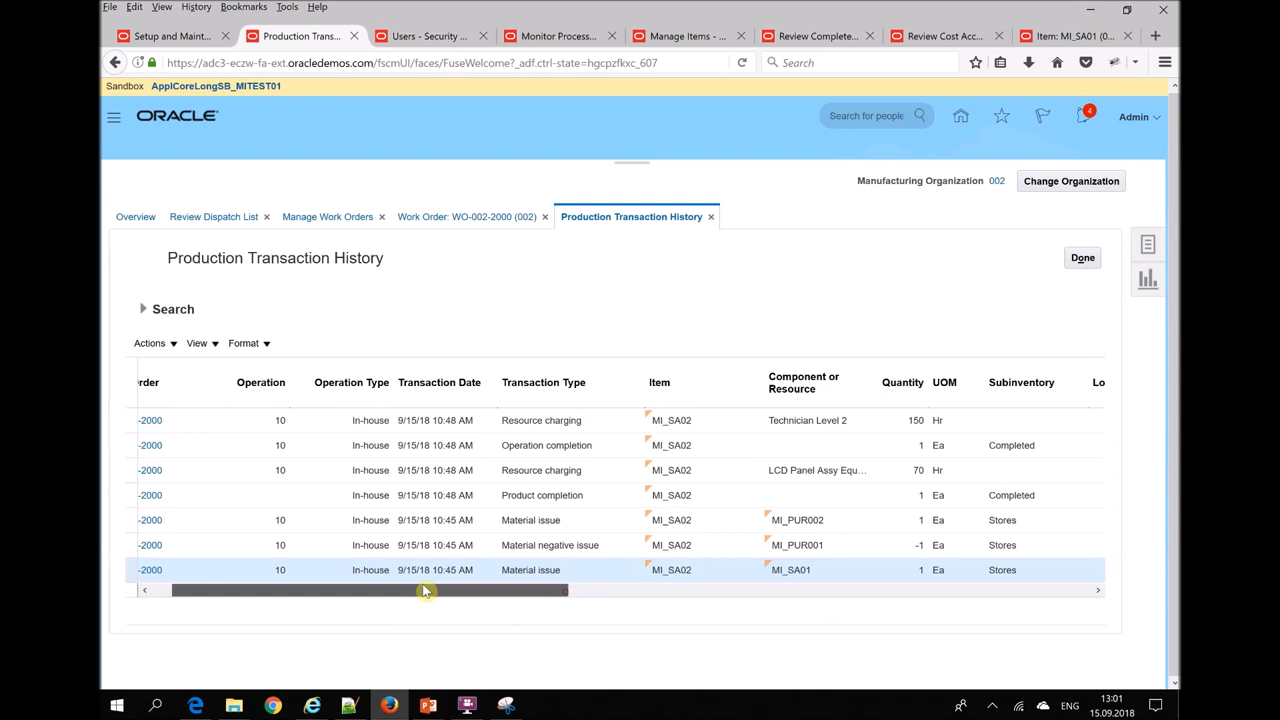 File Edit View History Bookmarks Tools Help
Setup and Maint... Production Trans... Users - Security ... Monitor Process... Manage Items - ... Review Complete... Review Cost Acc... Item: MI_SA01 (0...
https://adc3-eczw-fa-ext.oracledemos.com/fscmUI/faces/FuseWelcome?_adf.ctrl-state=hgcpzfkxc_607 Search
Sandbox ApplCoreLongSB_MITEST01
ORACLE Search for people 4 Admin
Manufacturing Organization 002 Change Organization
Overview Review Dispatch List Manage Work Orders Work Order: WO-002-2000 (002) Production Transaction History
Production Transaction History Done
Search
Actions View Format
rder Operation Operation Type Transaction Date Transaction Type Item Component or Resource Quantity UOM Subinventory Lo
-2000 10 In-house 9/15/18 10:48 AM Resource charging MI_SA02 Technician Level 2 150 Hr
-2000 10 In-house 9/15/18 10:48 AM Operation completion MI_SA02 1 Ea Completed
-2000 10 In-house 9/15/18 10:48 AM Resource charging MI_SA02 LCD Panel Assy Equ... 70 Hr
-2000 In-house 9/15/18 10:48 AM Product completion MI_SA02 1 Ea Completed
-2000 10 In-house 9/15/18 10:45 AM Material issue MI_SA02 MI_PUR002 1 Ea Stores
-2000 10 In-house 9/15/18 10:45 AM Material negative issue MI_SA02 MI_PUR001 -1 Ea Stores
-2000 10 In-house 9/15/18 10:45 AM Material issue MI_SA02 MI_SA01 1 Ea Stores
ENG 13:01
15.09.2018